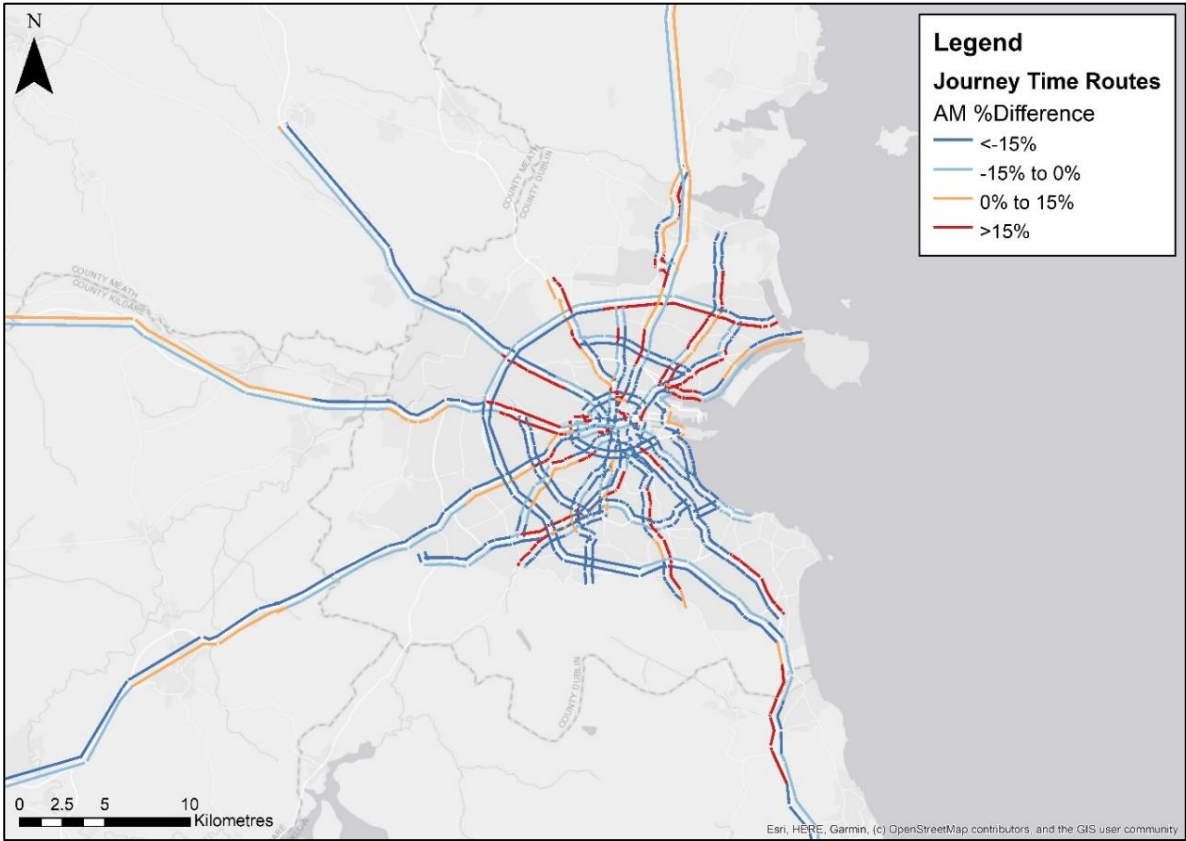 N
Legend
Journey Time Routes
AM %Difference
<-15%
-15% to 0%
0% to 15%
>15%
COUNTY MEATH
COUNTY DUBLIN
COUNTY MEATH
COUNTY KILDARE
COUNTY DUBLIN
0 2.5 5 10
Kilometres
Esri, HERE, Garmin, (c) OpenStreetMap contributors, and the GIS user community